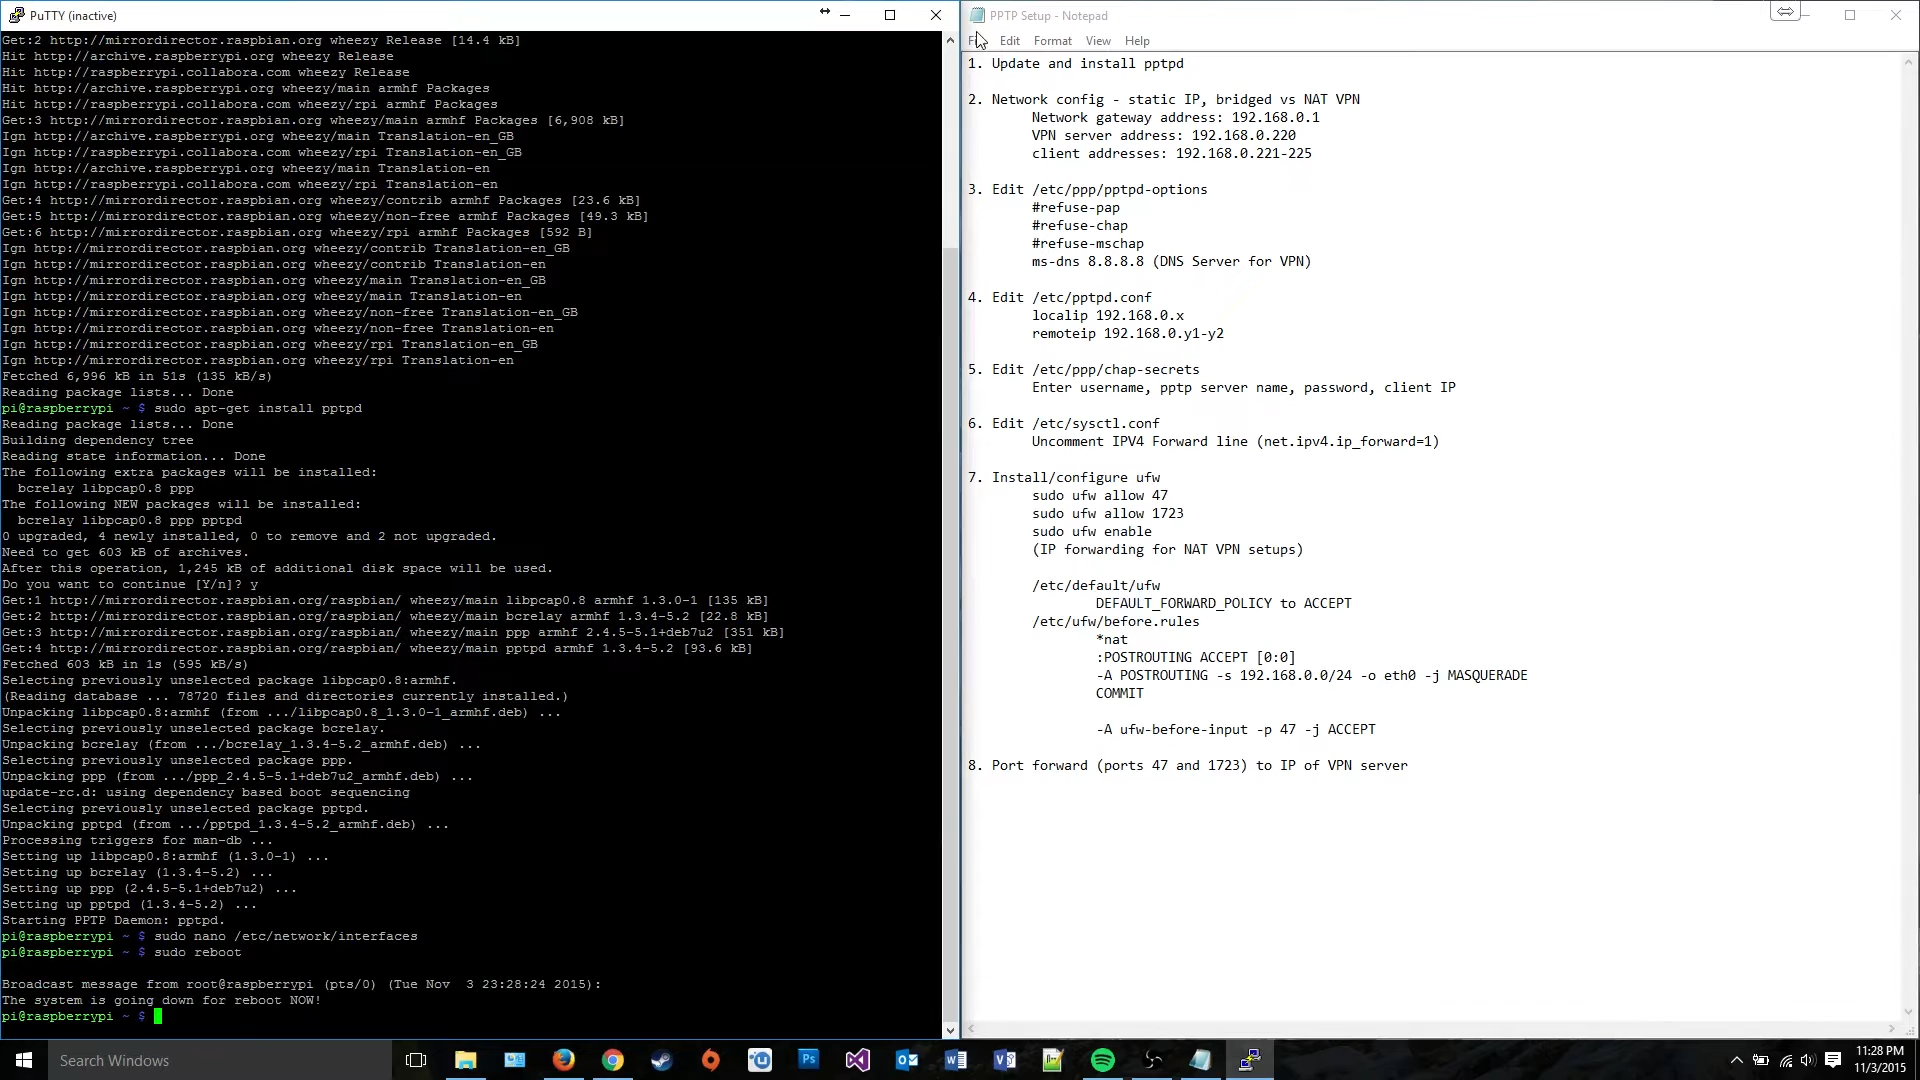 PuTTY (inactive)
Get:2 http://mirrordirector.raspbian.org wheezy Release [14.4 kB]
Hit http://archive.raspberrypi.org wheezy Release
Hit http://raspberrypi.collabora.com wheezy Release
Hit http://archive.raspberrypi.org wheezy/main armhf Packages
Hit http://raspberrypi.collabora.com wheezy/rpi armhf Packages
Get:3 http://mirrordirector.raspbian.org wheezy/main armhf Packages [6,908 kB]
Ign http://archive.raspberrypi.org wheezy/main Translation-en_GB
Ign http://raspberrypi.collabora.com wheezy/rpi Translation-en_GB
Ign http://archive.raspberrypi.org wheezy/main Translation-en
Ign http://raspberrypi.collabora.com wheezy/rpi Translation-en
Get:4 http://mirrordirector.raspbian.org wheezy/contrib armhf Packages [23.6 kB]
Get:5 http://mirrordirector.raspbian.org wheezy/non-free armhf Packages [49.3 kB]
Get:6 http://mirrordirector.raspbian.org wheezy/rpi armhf Packages [592 B]
Ign http://mirrordirector.raspbian.org wheezy/contrib Translation-en_GB
Ign http://mirrordirector.raspbian.org wheezy/contrib Translation-en
Ign http://mirrordirector.raspbian.org wheezy/main Translation-en_GB
Ign http://mirrordirector.raspbian.org wheezy/main Translation-en
Ign http://mirrordirector.raspbian.org wheezy/non-free Translation-en_GB
Ign http://mirrordirector.raspbian.org wheezy/non-free Translation-en
Ign http://mirrordirector.raspbian.org wheezy/rpi Translation-en_GB
Ign http://mirrordirector.raspbian.org wheezy/rpi Translation-en
Fetched 6,996 kB in 51s (135 kB/s)
Reading package lists... Done
pi@raspberrypi ~ $ sudo apt-get install pptpd
Reading package lists... Done
Building dependency tree
Reading state information... Done
The following extra packages will be installed:
bcrelay libpcap0.8 ppp
The following NEW packages will be installed:
bcrelay libpcap0.8 ppp pptpd
0 upgraded, 4 newly installed, 0 to remove and 2 not upgraded.
Need to get 603 kB of archives.
After this operation, 1,245 kB of additional disk space will be used.
Do you want to continue [Y/n]? y
Get:1 http://mirrordirector.raspbian.org/raspbian/ wheezy/main libpcap0.8 armhf 1.3.0-1 [135 kB]
Get:2 http://mirrordirector.raspbian.org/raspbian/ wheezy/main bcrelay armhf 1.3.4-5.2 [22.8 kB]
Get:3 http://mirrordirector.raspbian.org/raspbian/ wheezy/main ppp armhf 2.4.5-5.1+deb7u2 [351 kB]
Get:4 http://mirrordirector.raspbian.org/raspbian/ wheezy/main pptpd armhf 1.3.4-5.2 [93.6 kB]
Fetched 603 kB in 1s (595 kB/s)
Selecting previously unselected package libpcap0.8:armhf.
(Reading database ... 78720 files and directories currently installed.)
Unpacking libpcap0.8:armhf (from .../libpcap0.8_1.3.0-1_armhf.deb) ...
Selecting previously unselected package bcrelay.
Unpacking bcrelay (from .../bcrelay_1.3.4-5.2_armhf.deb) ...
Selecting previously unselected package ppp.
Unpacking ppp (from .../ppp_2.4.5-5.1+deb7u2_armhf.deb) ...
update-rc.d: using dependency based boot sequencing
Selecting previously unselected package pptpd.
Unpacking pptpd (from .../pptpd_1.3.4-5.2_armhf.deb) ...
Processing triggers for man-db ...
Setting up libpcap0.8:armhf (1.3.0-1) ...
Setting up bcrelay (1.3.4-5.2) ...
Setting up ppp (2.4.5-5.1+deb7u2) ...
Setting up pptpd (1.3.4-5.2) ...
Starting PPTP Daemon: pptpd.
pi@raspberrypi ~ $ sudo nano /etc/network/interfaces
pi@raspberrypi ~ $ sudo reboot
Broadcast message from root@raspberrypi (pts/0) (Tue Nov  3 23:28:24 2015):
The system is going down for reboot NOW!
pi@raspberrypi ~ $
PPTP Setup - Notepad
Edit Format View Help
1. Update and install pptpd
2. Network config - static IP, bridged vs NAT VPN
Network gateway address: 192.168.0.1
VPN server address: 192.168.0.220
client addresses: 192.168.0.221-225
3. Edit /etc/ppp/pptpd-options
#refuse-pap
#refuse-chap
#refuse-mschap
ms-dns 8.8.8.8 (DNS Server for VPN)
4. Edit /etc/pptpd.conf
localip 192.168.0.x
remoteip 192.168.0.y1-y2
5. Edit /etc/ppp/chap-secrets
Enter username, pptp server name, password, client IP
6. Edit /etc/sysctl.conf
Uncomment IPV4 Forward line (net.ipv4.ip_forward=1)
7. Install/configure ufw
sudo ufw allow 47
sudo ufw allow 1723
sudo ufw enable
(IP forwarding for NAT VPN setups)
/etc/default/ufw
DEFAULT_FORWARD_POLICY to ACCEPT
/etc/ufw/before.rules
*nat
:POSTROUTING ACCEPT [0:0]
-A POSTROUTING -s 192.168.0.0/24 -o eth0 -j MASQUERADE
COMMIT
-A ufw-before-input -p 47 -j ACCEPT
8. Port forward (ports 47 and 1723) to IP of VPN server
Search Windows
Ps
11:28 PM
11/3/2015